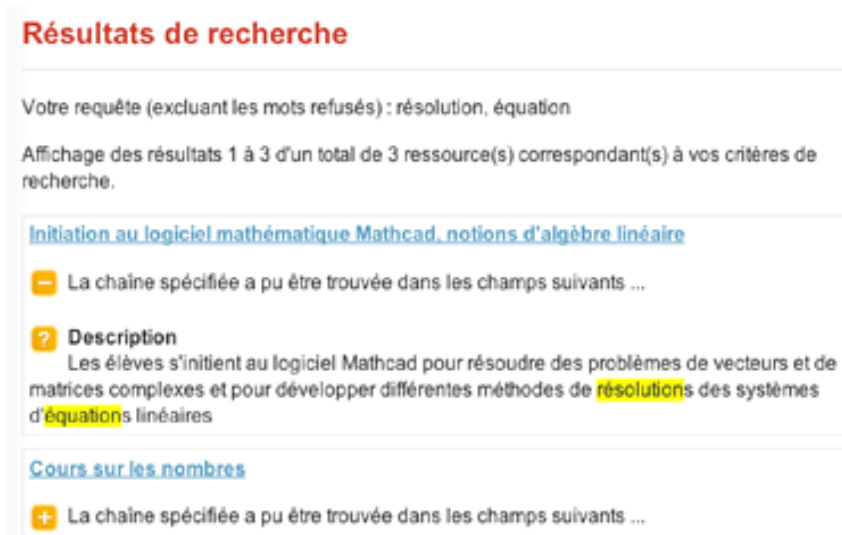 Résultats de recherche
Votre requête (excluant les mots refusés) : résolution, équation
Affichage des résultats 1 à 3 d'un total de 3 ressource(s) correspondant(s) à vos critères de
recherche.
Initiation au logiciel mathématique Mathcad, notions d'algèbre linéaire
La chaîne spécifiée a pu être trouvée dans les champs suivants ...
Description
Les élèves s'initient au logiciel Mathcad pour résoudre des problèmes de vecteurs et de
matrices complexes et pour développer différentes méthodes de résolutions des systèmes
d'équations linéaires
Cours sur les nombres
La chaîne spécifiée a pu être trouvée dans les champs suivants ...